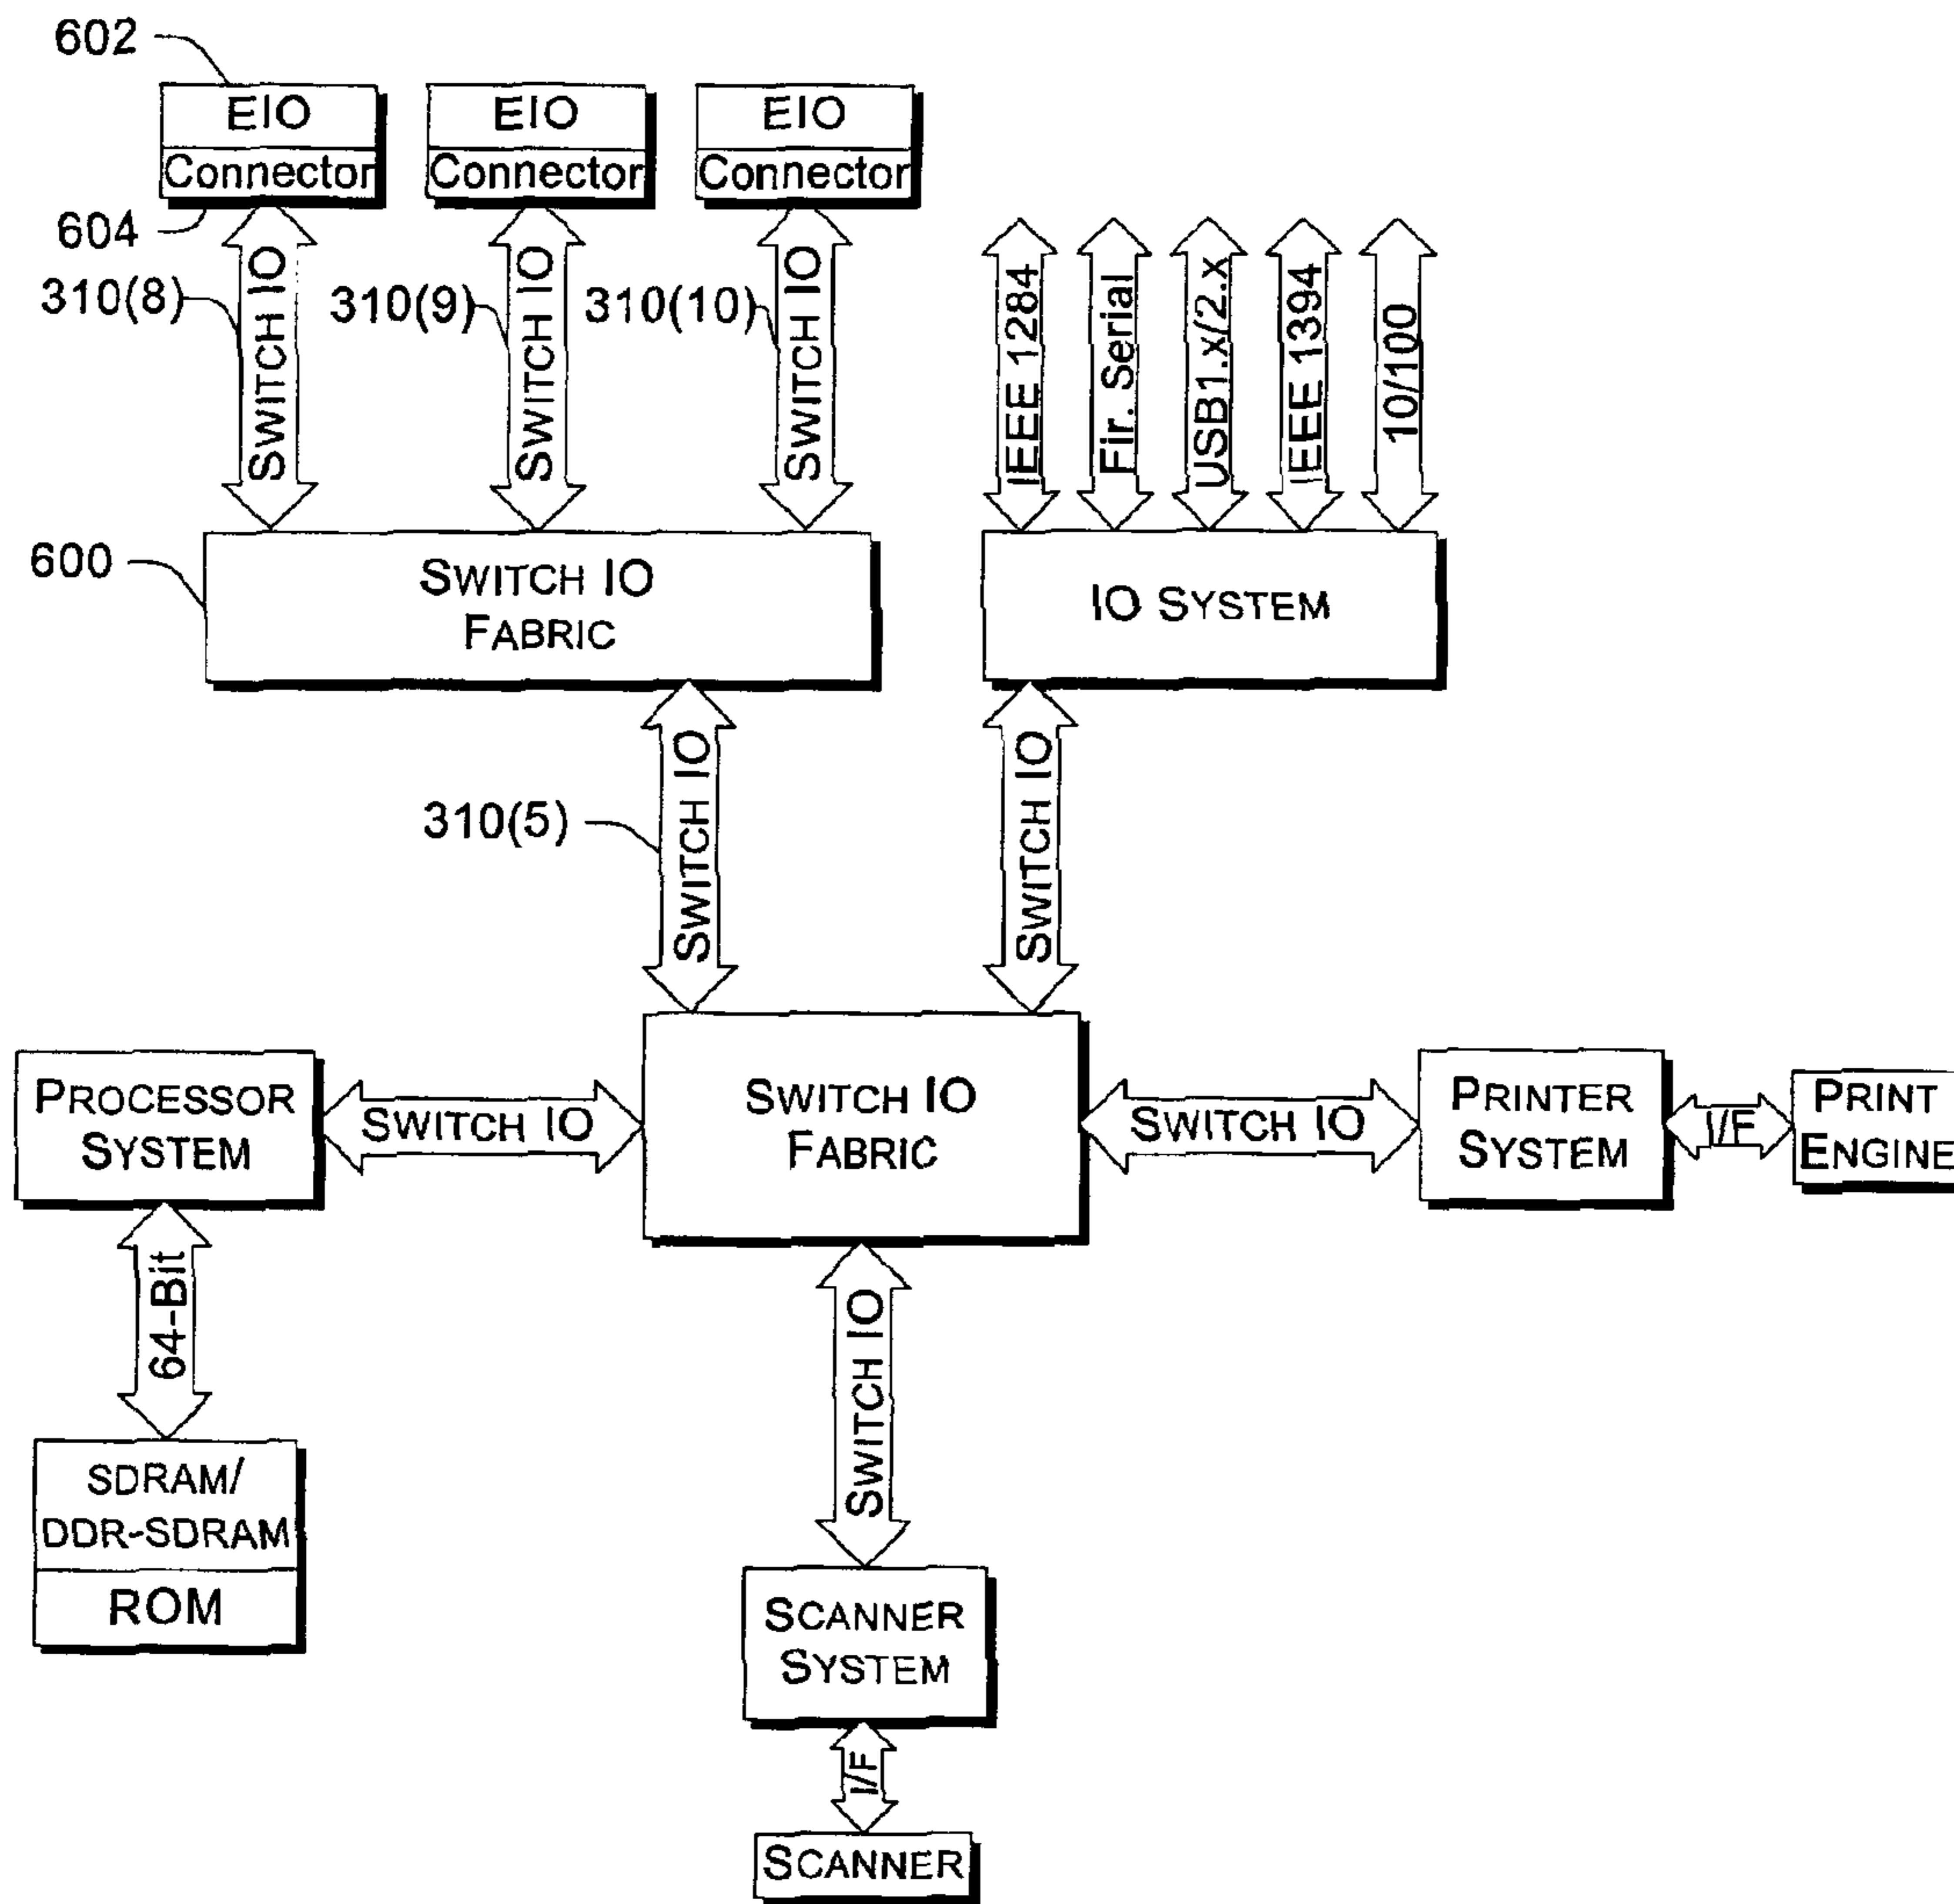 602
EIO
Connector
EIO
Connector
EIO
Connector
604
310(8)
SWITCH IO
310(9)
SWITCH IO
310(10)
SWITCH IO
IEEE 1284
Fir. Serial
USB1.x/2.x
IEEE 1394
10/100
600
SWITCH IO
FABRIC
IO SYSTEM
310(5)
SWITCH IO
SWITCH IO
PROCESSOR
SYSTEM
SWITCH IO
SWITCH IO
FABRIC
SWITCH IO
PRINTER
SYSTEM
I/F
PRINT
ENGINE
64-Bit
SWITCH IO
SDRAM/
DDR-SDRAM
ROM
SCANNER
SYSTEM
I/F
SCANNER